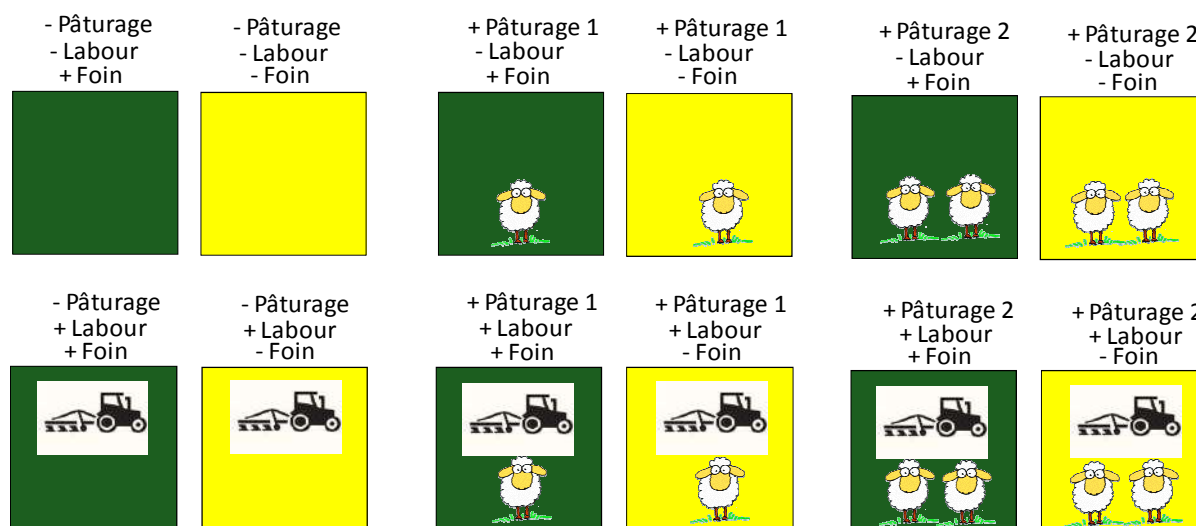 - Pâturage
- Labour
+ Foin
- Pâturage
- Labour
- Foin
+ Pâturage 1
- Labour
+ Foin
+ Pâturage 1
- Labour
- Foin
+ Pâturage 2
- Labour
+ Foin
+ Pâturage 2
- Labour
- Foin
- Pâturage
+ Labour
+ Foin
- Pâturage
+ Labour
- Foin
+ Pâturage 1
+ Labour
+ Foin
+ Pâturage 1
+ Labour
- Foin
+ Pâturage 2
+ Labour
+ Foin
+ Pâturage 2
+ Labour
- Foin